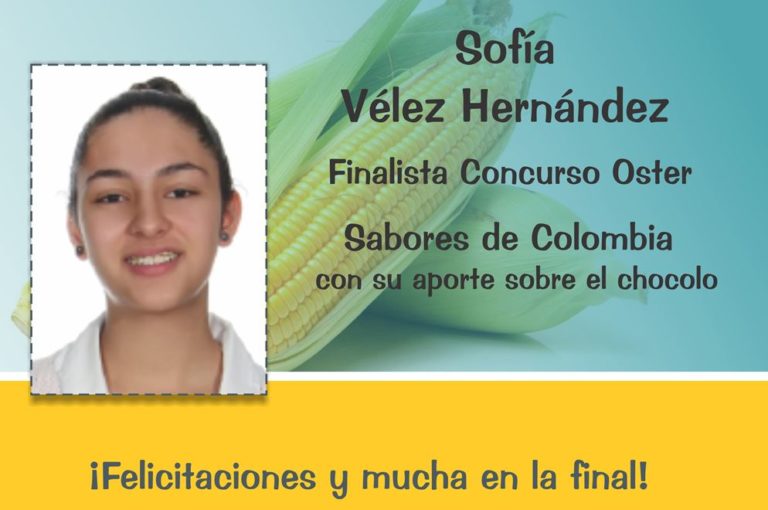 Sofía
Vélez Hernández
Finalista Concurso Oster
Sabores de Colombia
con su aporte sobre el chocolo
¡Felicitaciones y mucha en la final!